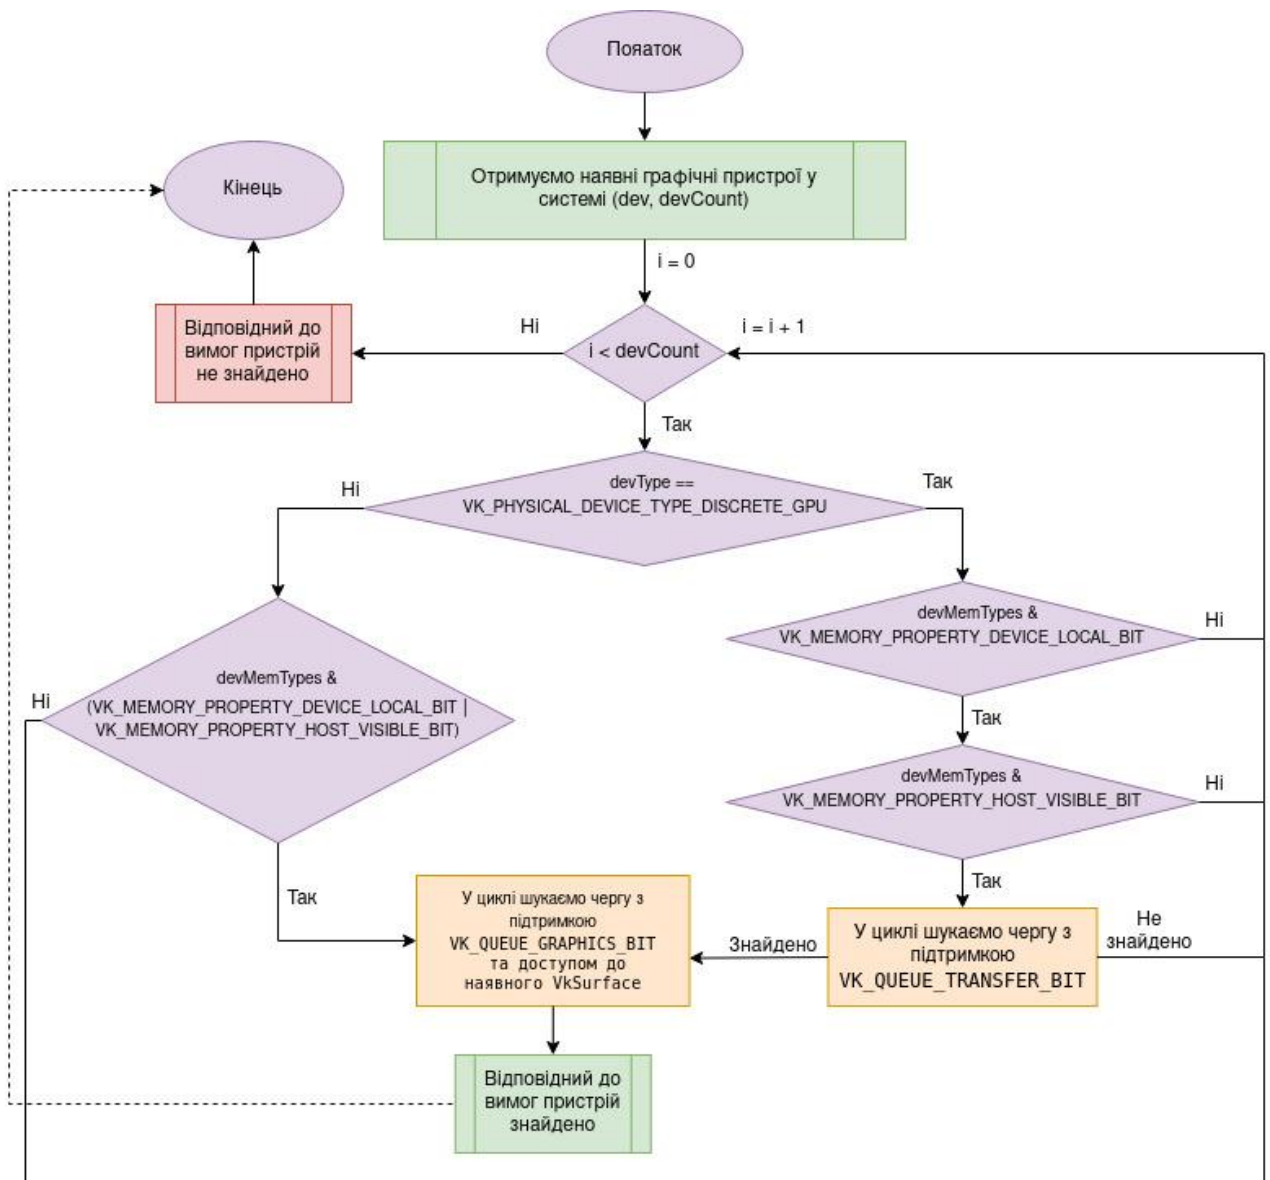 Пояаток
Кінець
Отримуємо наявні графічні пристрої у
системі (dev, devCount)
i = 0
Відповідний до
вимог пристрій
не знайдено
Ні
i < devCount
i = i + 1
Так
Ні
devType ==
VK_PHYSICAL_DEVICE_TYPE_DISCRETE_GPU
Так
devMemTypes &
VK_MEMORY_PROPERTY_DEVICE_LOCAL_BIT
Ні
Ні
devMemTypes &
(VK_MEMORY_PROPERTY_DEVICE_LOCAL_BIT |
VK_MEMORY_PROPERTY_HOST_VISIBLE_BIT)
Так
devMemTypes &
VK_MEMORY_PROPERTY_HOST_VISIBLE_BIT
Ні
Так
Так
У циклі шукаємо чергу з
підтримкою
VK_QUEUE_GRAPHICS_BIT
та доступом до
наявного VkSurface
Знайдено
У циклі шукаємо чергу з
підтримкою
VK_QUEUE_TRANSFER_BIT
Не
знайдено
Відповідний до
вимог пристрій
знайдено